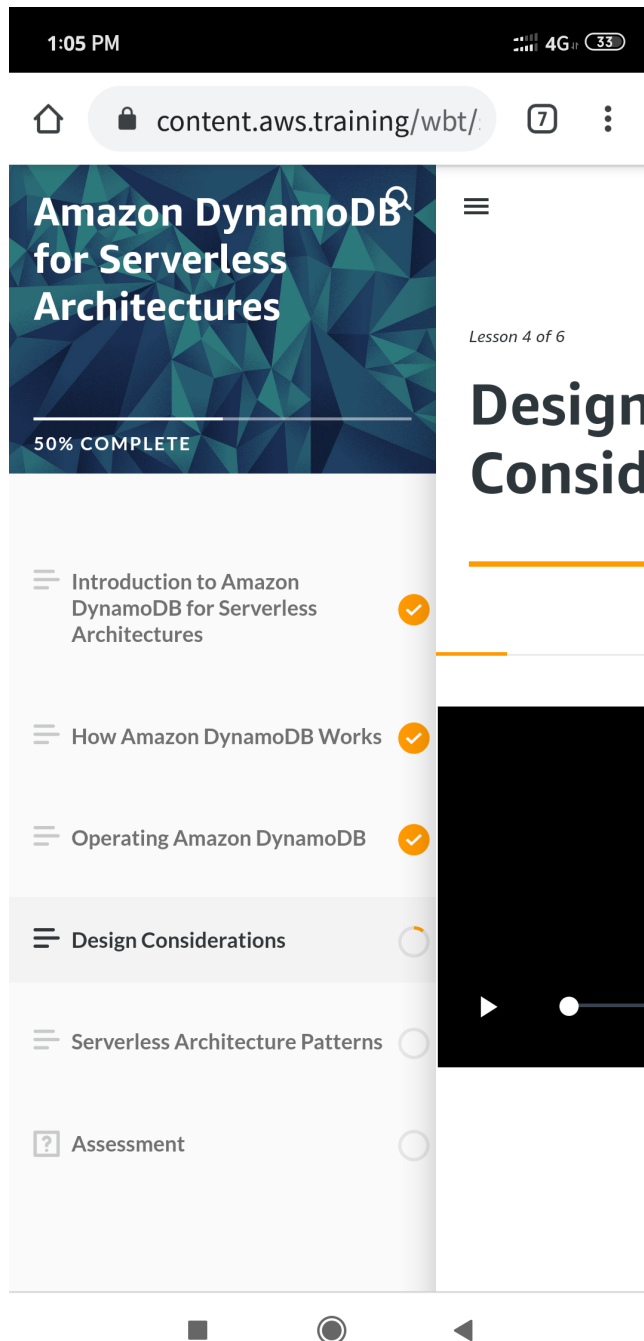 1:05 PM
4G 33
content.aws.training/wbt/
7
Amazon DynamoDB
for Serverless
Architectures
50% COMPLETE
Introduction to Amazon
DynamoDB for Serverless
Architectures
How Amazon DynamoDB Works
Operating Amazon DynamoDB
Design Considerations
Serverless Architecture Patterns
? Assessment
Lesson 4 of 6
Design
Consid